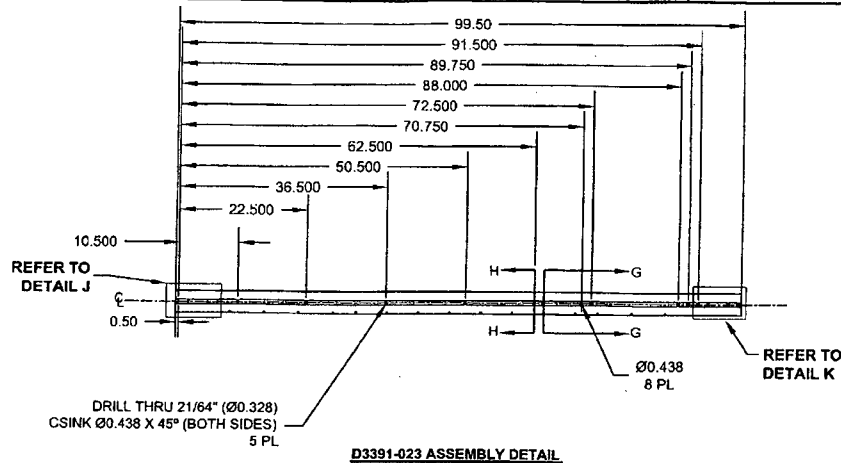 99.50
91.500
89.750
88.000
72.500
70.750
62.500
50.500
36.500
22.500
10.500
REFER TO
DETAIL J
H
G
℄
0.50
H
G
REFER TO
DETAIL K
Ø0.438
8 PL
DRILL THRU 21/64" (Ø0.328)
CSINK Ø0.438 X 45º (BOTH SIDES)
5 PL
D3391-023 ASSEMBLY DETAIL